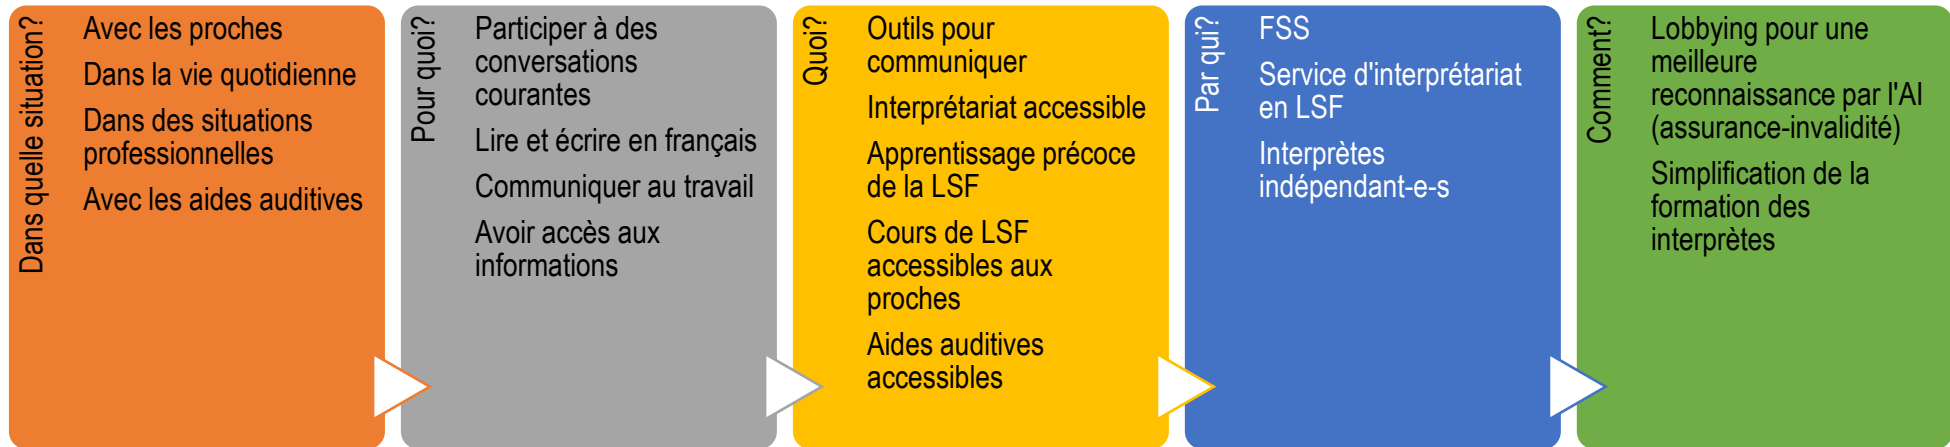 Dans quelle situation?
Avec les proches
Dans la vie quotidienne
Dans des situations
professionnelles
Avec les aides auditives
Pour quoi?
Participer à des
conversations
courantes
Lire et écrire en français
Communiquer au travail
Avoir accès aux
informations
Quoi?
Outils pour
communiquer
Interprétariat accessible
Apprentissage précoce
de la LSF
Cours de LSF
accessibles aux
proches
Aides auditives
accessibles
Par qui?
FSS
Service d'interprétariat
en LSF
Interprètes
indépendant-e-s
Comment?
Lobbying pour une
meilleure
reconnaissance par l'AI
(assurance-invalidité)
Simplification de la
formation des
interprètes